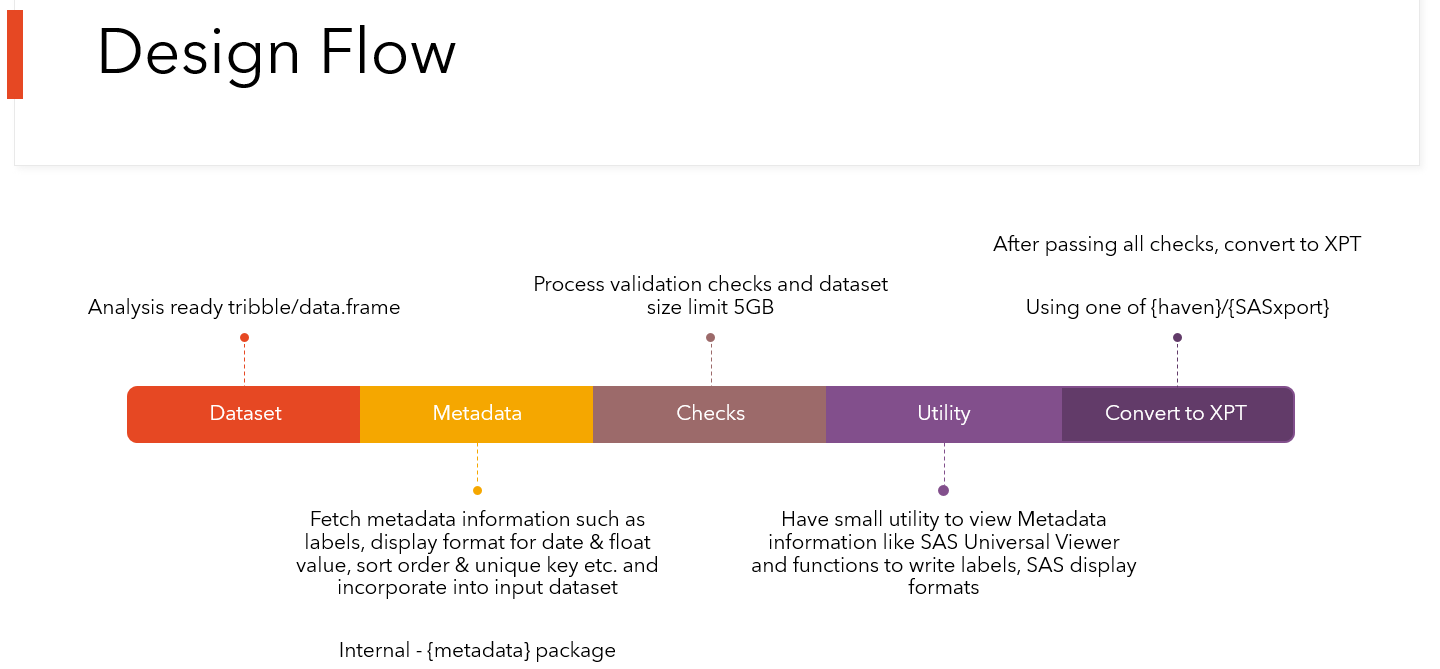 Design Flow
After passing all checks, convert to XPT
Process validation checks and dataset
size limit 5GB
Analysis ready tribble/data.frame
Using one of {haven}/{SASxport}
Dataset
Metadata
Checks
Utility
Convert to XPT
Fetch metadata information such as
labels, display format for date & float
value, sort order & unique key etc. and
incorporate into input dataset
Internal - {metadata} package
Have small utility to view Metadata
information like SAS Universal Viewer
and functions to write labels, SAS display
formats